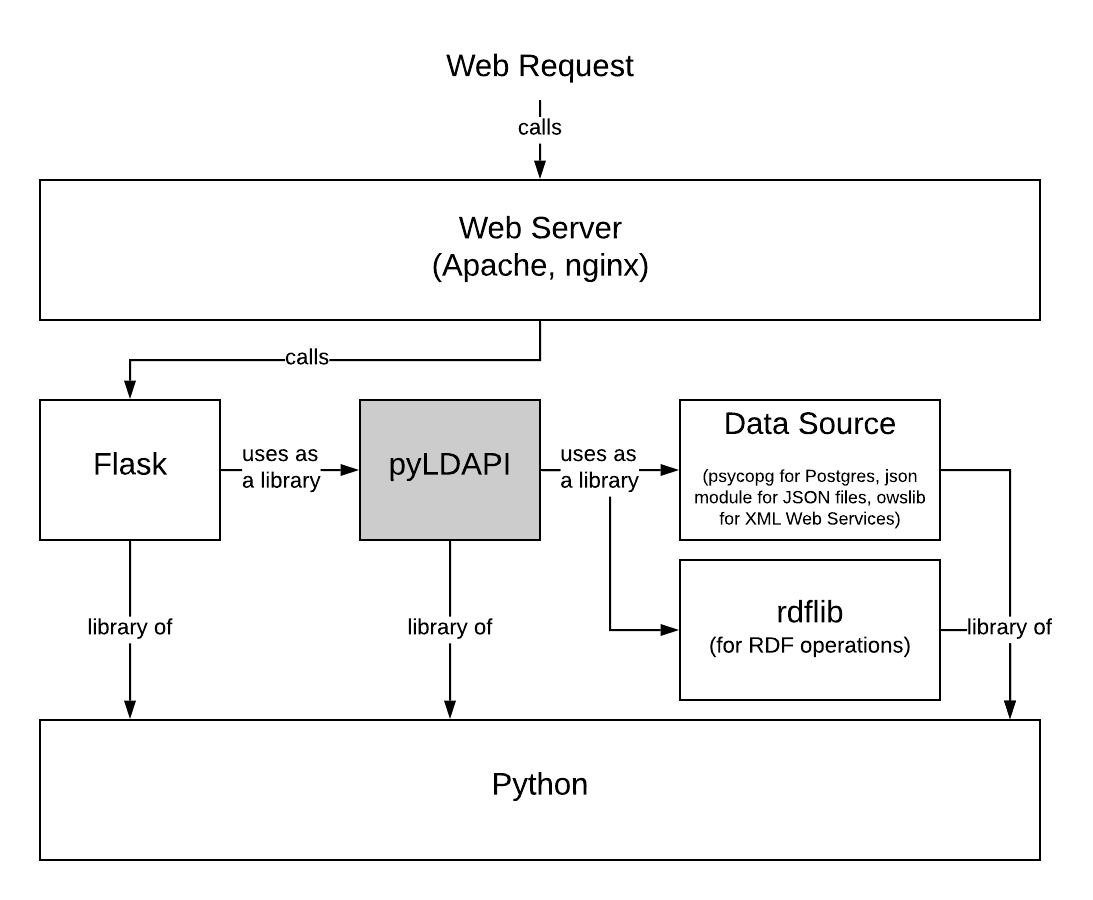 Web Request
calls
Web Server
(Apache, nginx)
calls
Flask
uses as
a library
pyLDAPI
uses as
a library
Data Source
(psycopg for Postgres, json
module for JSON files, owslib
for XML Web Services)
rdflib
(for RDF operations)
library of
library of
library of
Python